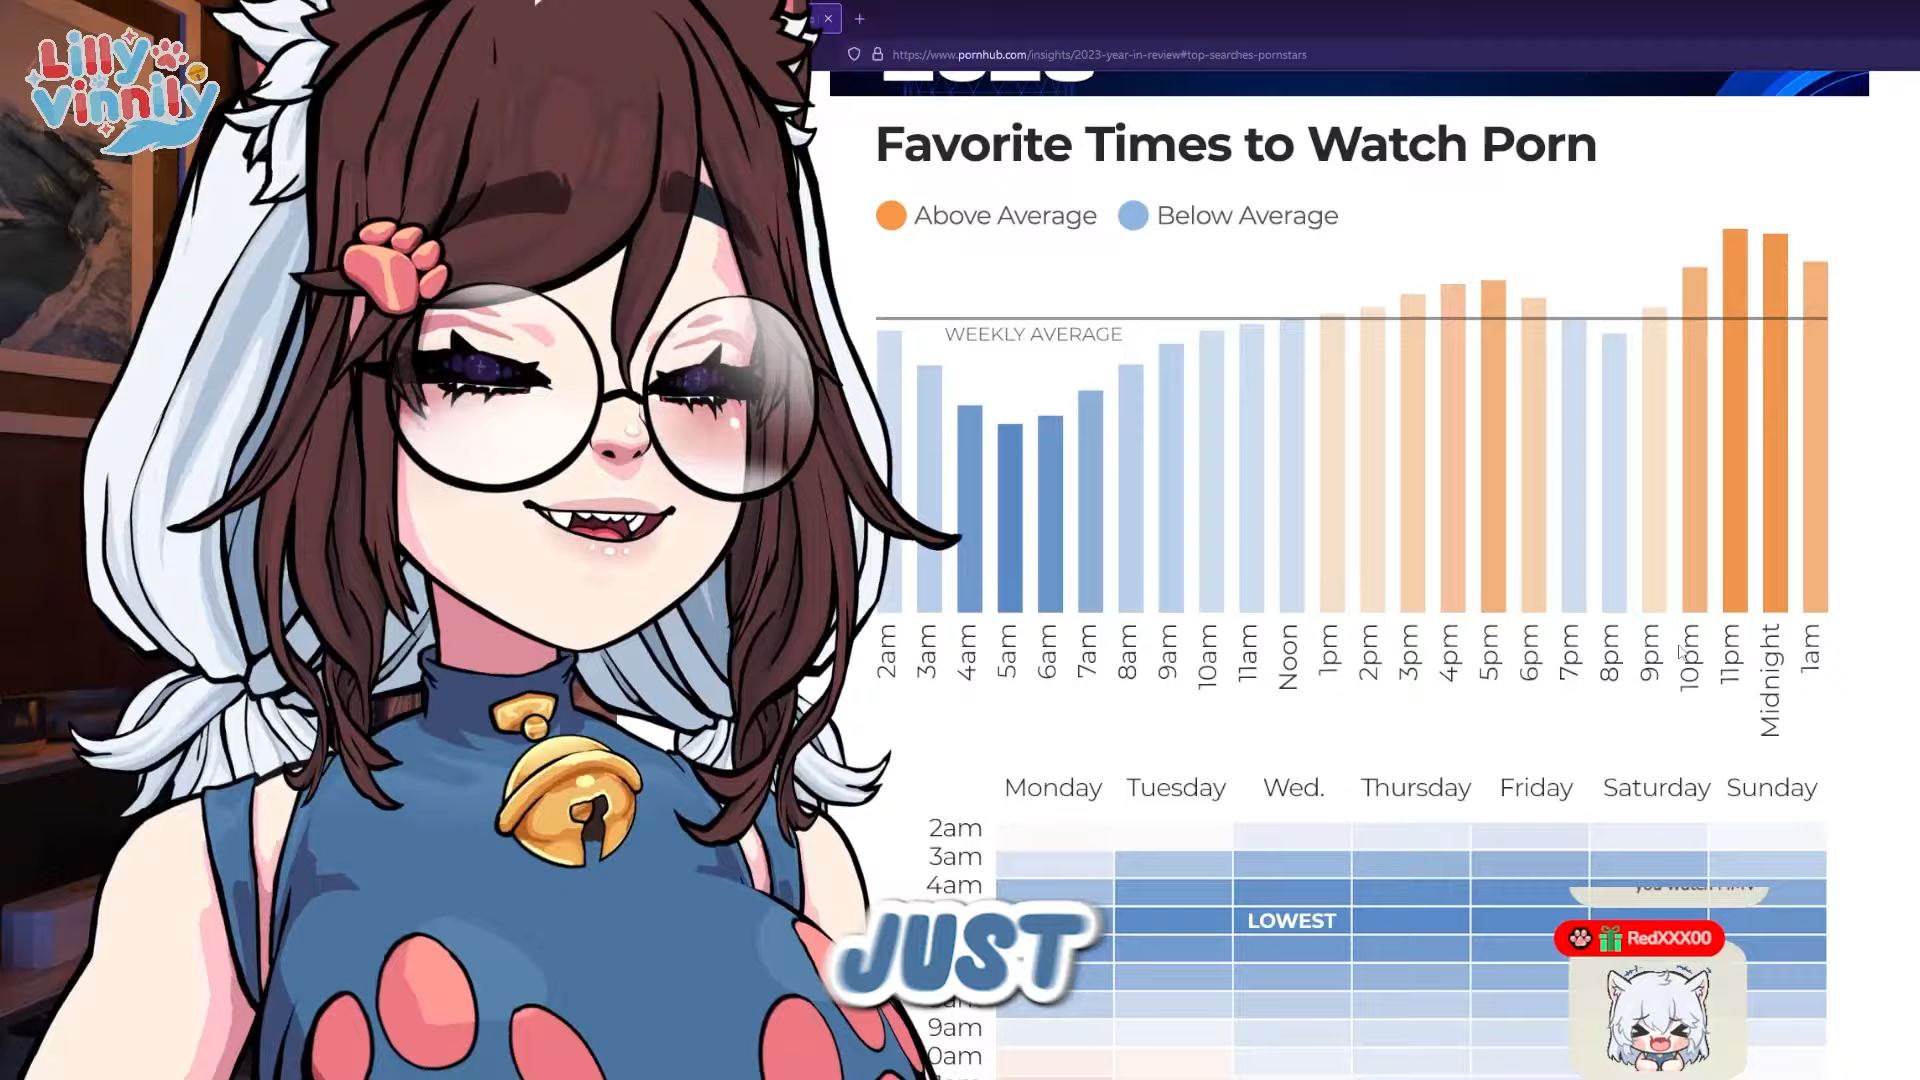 Lilly
Vinnily
https://www.pornhub.com/insights/2023-year-in-review#top-searches-pornstars
Favorite Times to Watch Porn
Above Average
Below Average
WEEKLY AVERAGE
2am
3am
4am
5am
6am
7am
8am
9am
10am
11am
Noon
1pm
2pm
3pm
4pm
5pm
6pm
7pm
8pm
9pm
10pm
11pm
Midnight
1am
Monday Tuesday Wed. Thursday Friday Saturday Sunday
2am
3am
4am
LOWEST
JUST
RedXXX00
9am
0am